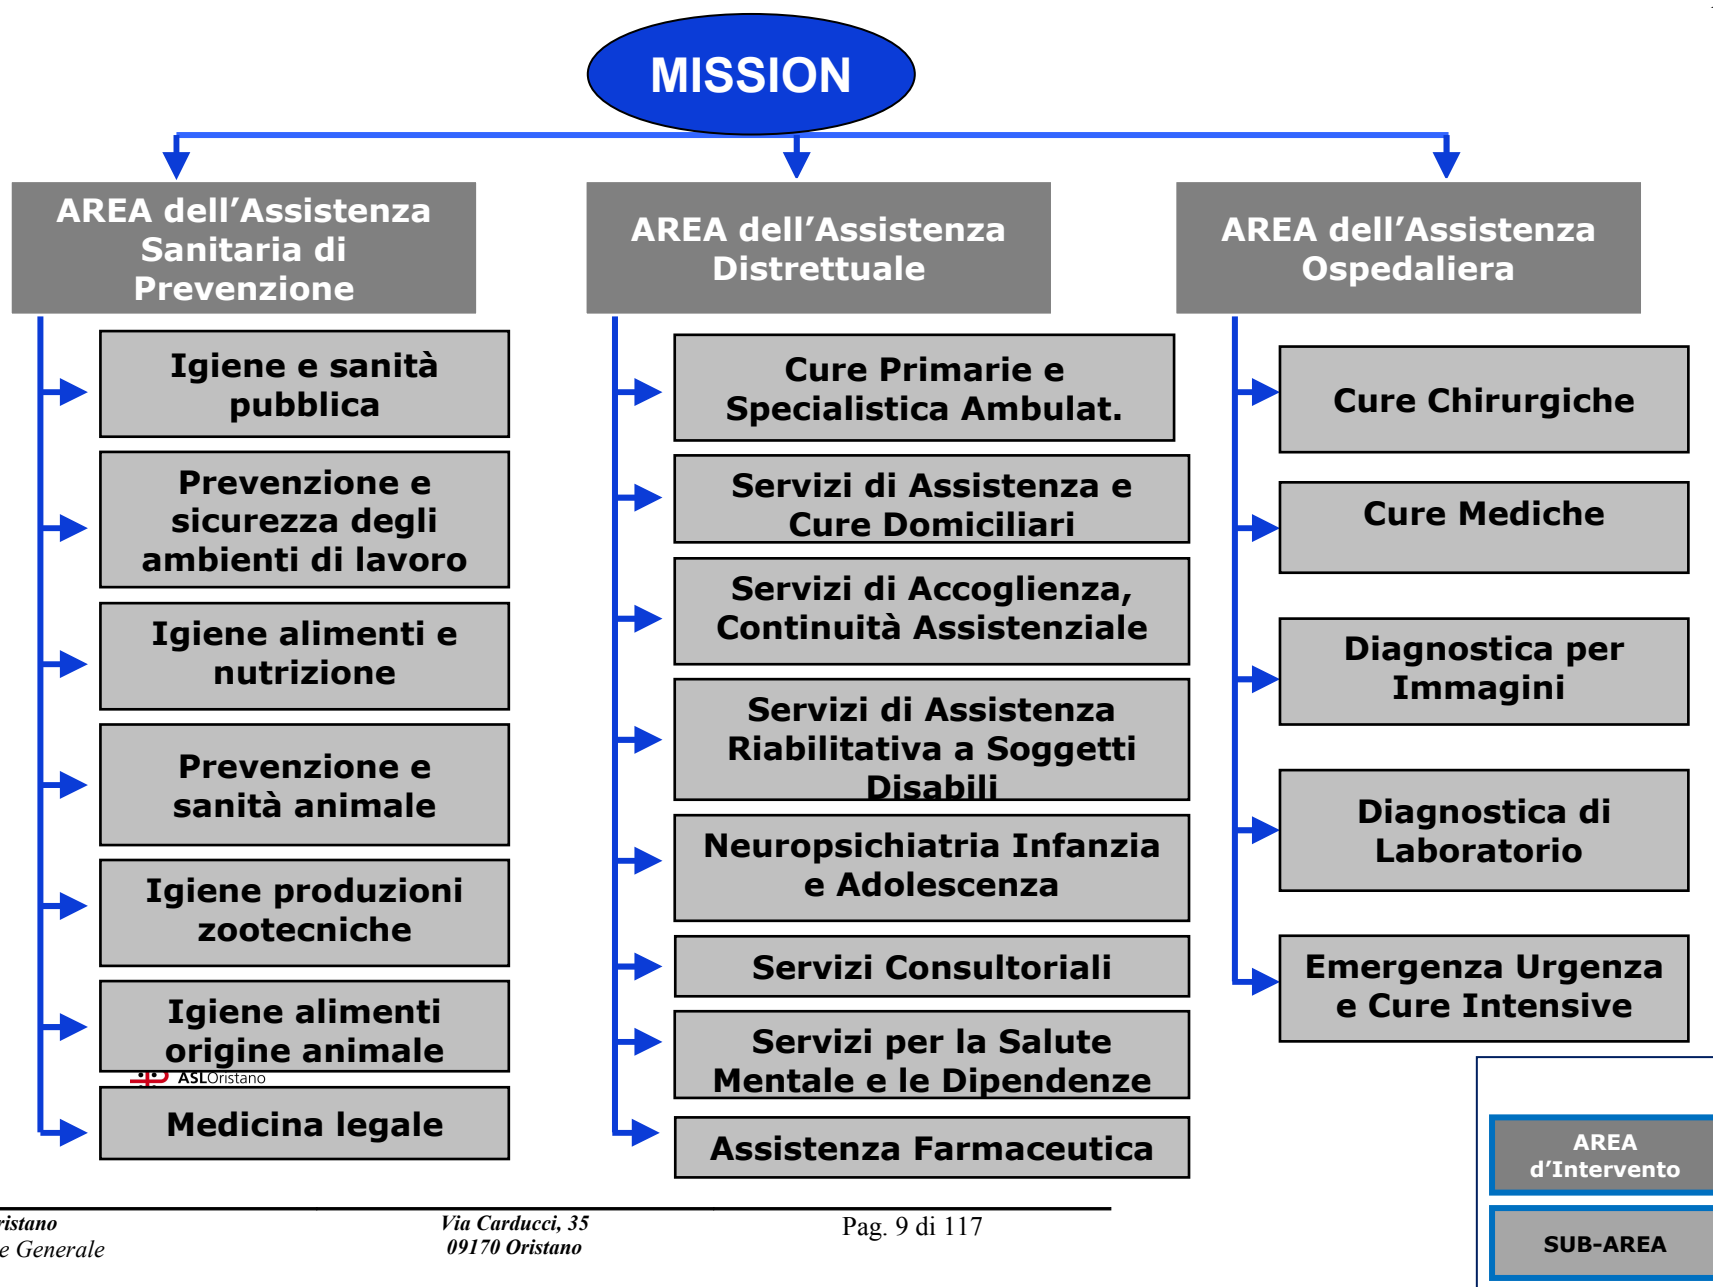 MISSION
AREA dell’Assistenza
Sanitaria di
Prevenzione
Igiene e sanità
pubblica
Prevenzione e
sicurezza degli
ambienti di lavoro
Igiene alimenti e
nutrizione
Prevenzione e
sanità animale
Igiene produzioni
zootecniche
Igiene alimenti
origine animale
ASLOristano
Medicina legale
AREA dell’Assistenza
Distrettuale
Cure Primarie e
Specialistica Ambulat.
Servizi di Assistenza e
Cure Domiciliari
Servizi di Accoglienza,
Continuità Assistenziale
Servizi di Assistenza
Riabilitativa a Soggetti
Disabili
Neuropsichiatria Infanzia
e Adolescenza
Servizi Consultoriali
Servizi per la Salute
Mentale e le Dipendenze
Assistenza Farmaceutica
AREA dell’Assistenza
Ospedaliera
Cure Chirurgiche
Cure Mediche
Diagnostica per
Immagini
Diagnostica di
Laboratorio
Emergenza Urgenza
e Cure Intensive
AREA
d’Intervento
SUB-AREA
ristano
e Generale
Via Carducci, 35
09170 Oristano
Pag. 9 di 117